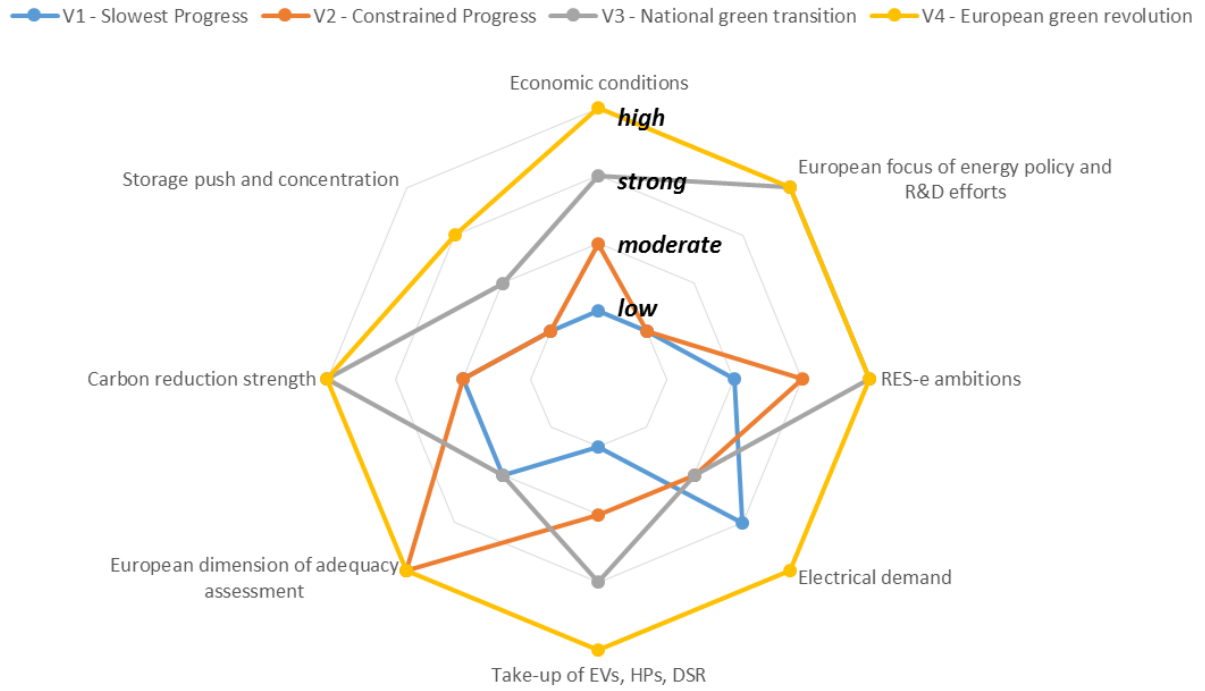 V1 - Slowest Progress V2 - Constrained Progress V3 - National green transition V4 - European green revolution
Economic conditions
high
European focus of energy policy and
R&D efforts
Storage push and concentration
strong
moderate
low
Carbon reduction strength
RES-e ambitions
European dimension of adequacy
assessment
Electrical demand
Take-up of EVs, HPs, DSR